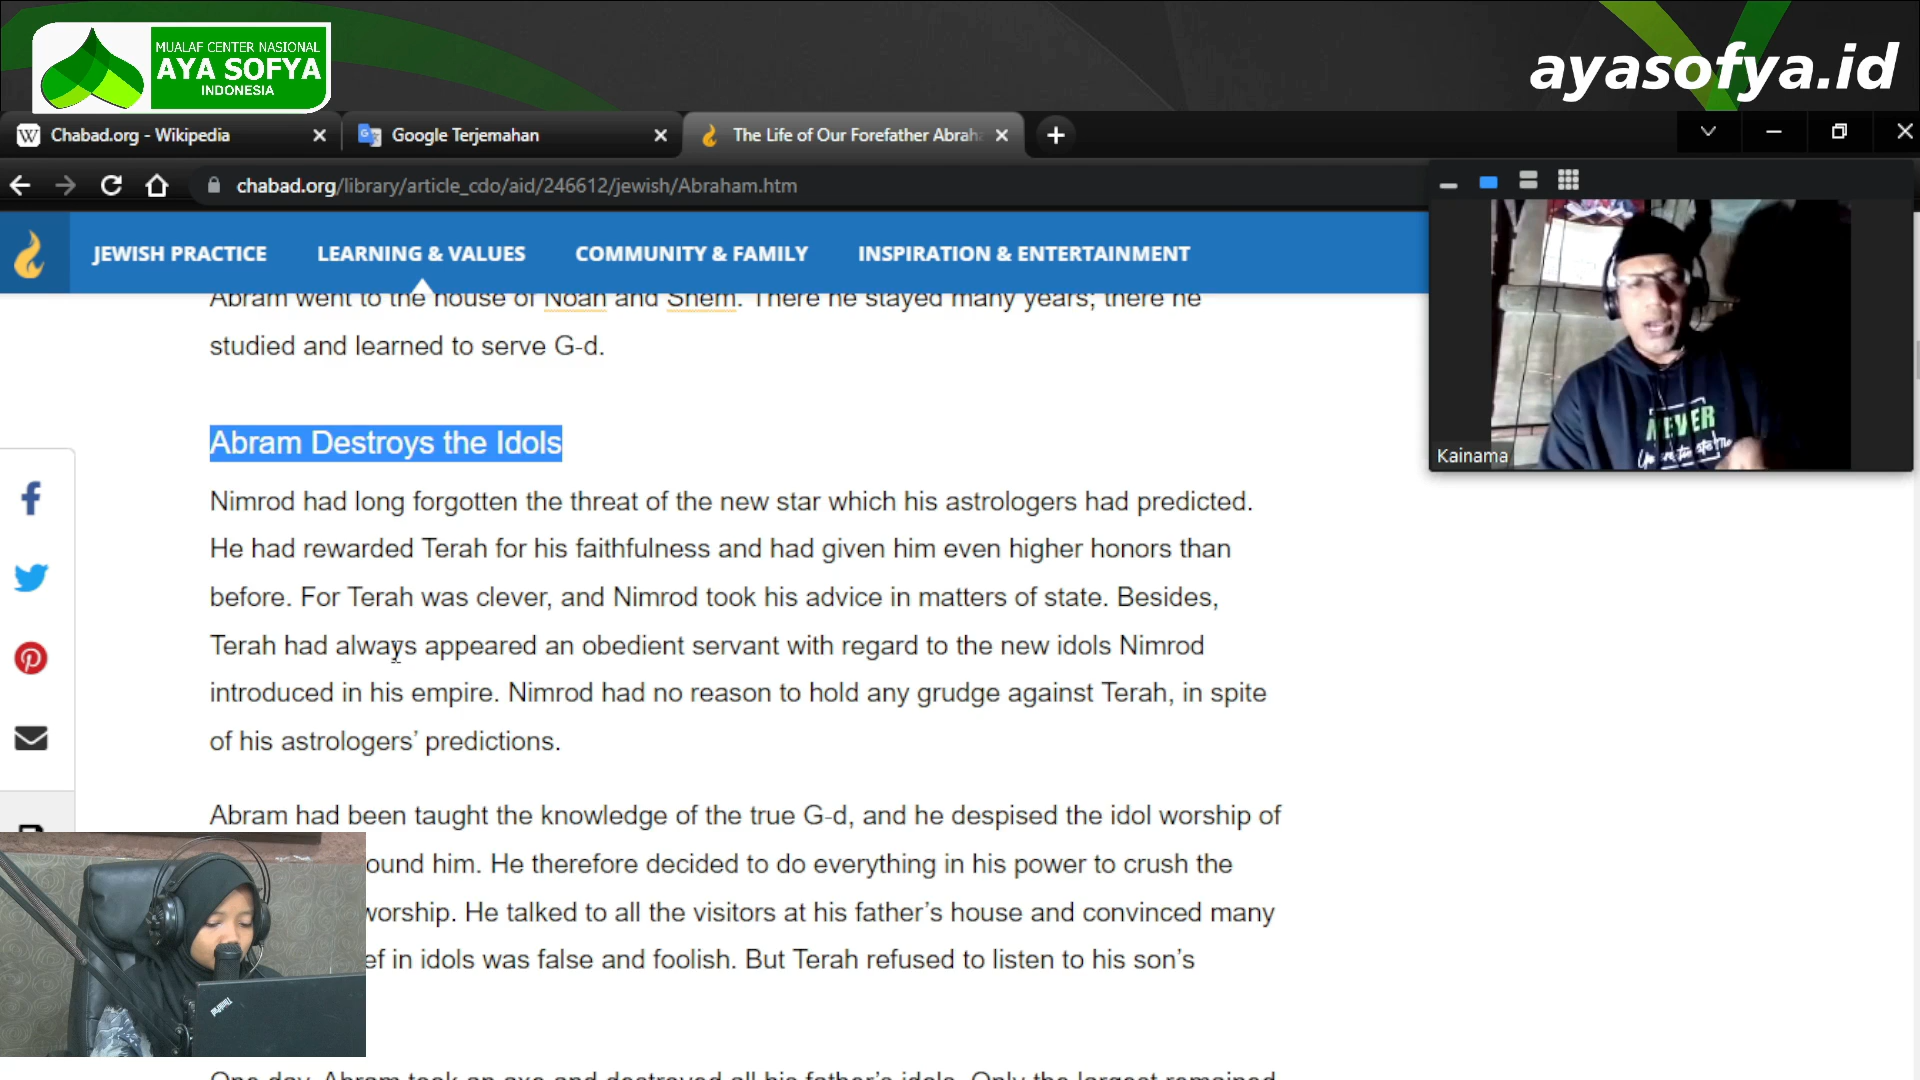 MUALAF CENTER NASIONAL
AYA SOFYA
INDONESIA
ayasofya.id
Chabad.org - Wikipedia
Google Terjemahan
The Life of Our Forefather Abrah
chabad.org/library/article_cdo/aid/246612/jewish/Abraham.htm
JEWISH PRACTICE
LEARNING & VALUES
COMMUNITY & FAMILY
INSPIRATION & ENTERTAINMENT
Abram went to the house of Noah and Shem. There he stayed many years; there he
studied and learned to serve G-d.
Abram Destroys the Idols
Nimrod had long forgotten the threat of the new star which his astrologers had predicted.
He had rewarded Terah for his faithfulness and had given him even higher honors than
before. For Terah was clever, and Nimrod took his advice in matters of state. Besides,
Terah had always appeared an obedient servant with regard to the new idols Nimrod
introduced in his empire. Nimrod had no reason to hold any grudge against Terah, in spite
of his astrologers’ predictions.
Abram had been taught the knowledge of the true G-d, and he despised the idol worship of
ound him. He therefore decided to do everything in his power to crush the
worship. He talked to all the visitors at his father’s house and convinced many
ef in idols was false and foolish. But Terah refused to listen to his son’s
One day, Abram took an axe and destroyed all his father’s idols. Only the largest remained
Kainama
NEVER
ThinkPad